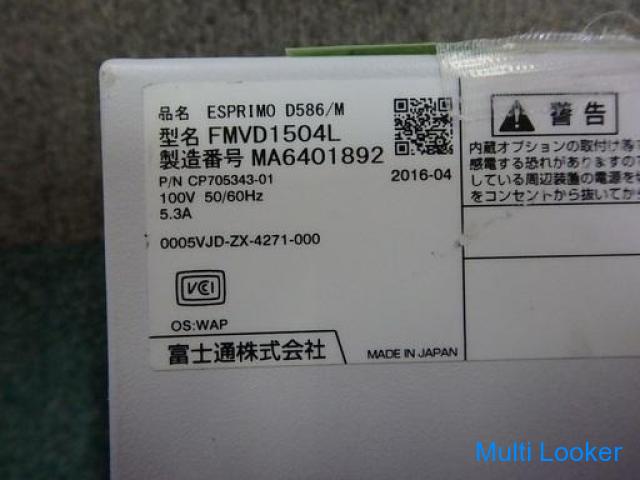 品名 ESPRIMO D586/M
型名 FMVD1504L
製造番号 MA6401892
P/N CP705343-01
2016-04
100V 50/60Hz
5.3A
0005VJD-ZX-4271-000
VCI
OS:WAP
富士通株式会社
MADE IN JAPAN
警告
内蔵オプションの取付け等
感電する恐れがありますの
している周辺装置の電源を切
をコンセントから抜いてから
Multi Looker